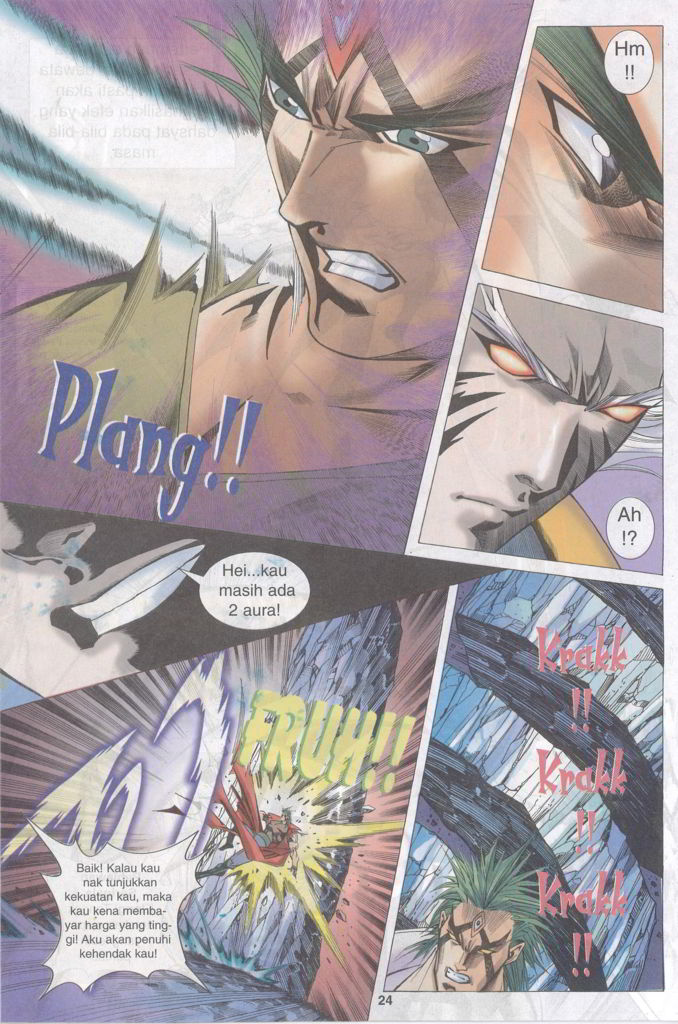 Hm
!!
Plang!!
Ah
!?
Hei...kau
masih ada
2 aura!
FRUH!!
Krakk
!!
Krakk
!!
Krakk
!!
Baik! Kalau kau
nak tunjukkan
kekuatan kau, maka
kau kena memba-
yar harga yang ting-
gi! Aku akan penuhi
kehendak kau!
24